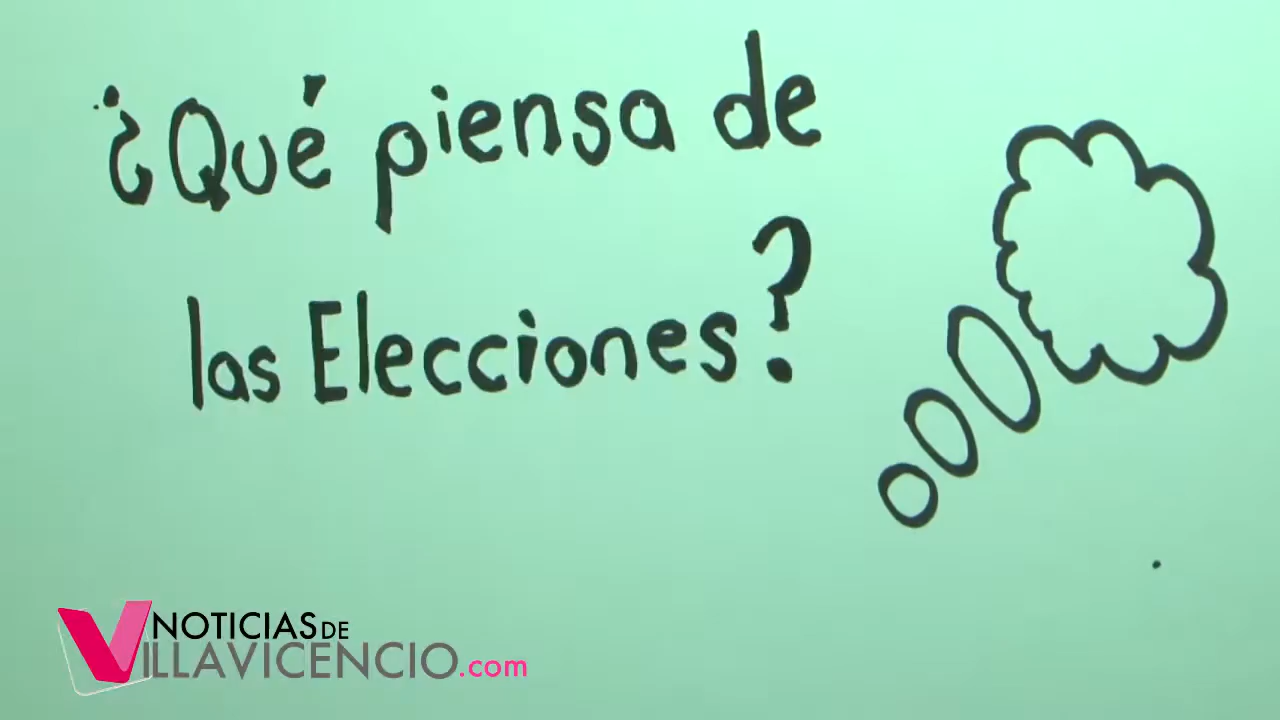 ¿Qué piensa de
las Elecciones?
NOTICIAS DE
VILLAVICENCIO.com